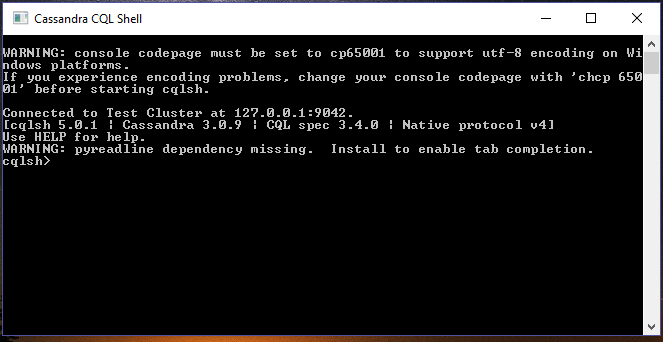 Cassandra CQL Shell
WARNING: console codepage must be set to cp65001 to support utf-8 encoding on Wi
ndows platforms.
If you experience encoding problems, change your console codepage with 'chcp 650
01' before starting cqlsh.
Connected to Test Cluster at 127.0.0.1:9042.
[cqlsh 5.0.1 ¦ Cassandra 3.0.9 ¦ CQL spec 3.4.0 ¦ Native protocol v4]
Use HELP for help.
WARNING: pyreadline dependency missing.  Install to enable tab completion.
cqlsh>